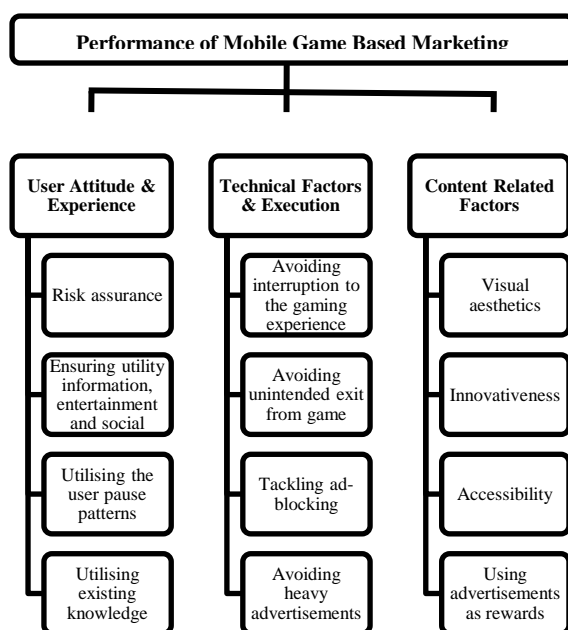 Performance of Mobile Game Based Marketing
User Attitude &
Experience
Risk assurance
Ensuring utility
information,
entertainment
and social
Utilising the
user pause
patterns
Utilising
existing
knowledge
Technical Factors
& Execution
Avoiding
interruption to
the gaming
experience
Avoiding
unintended exit
from game
Tackling ad-
blocking
Avoiding
heavy
advertisements
Content Related
Factors
Visual
aesthetics
Innovativeness
Accessibility
Using
advertisements
as rewards